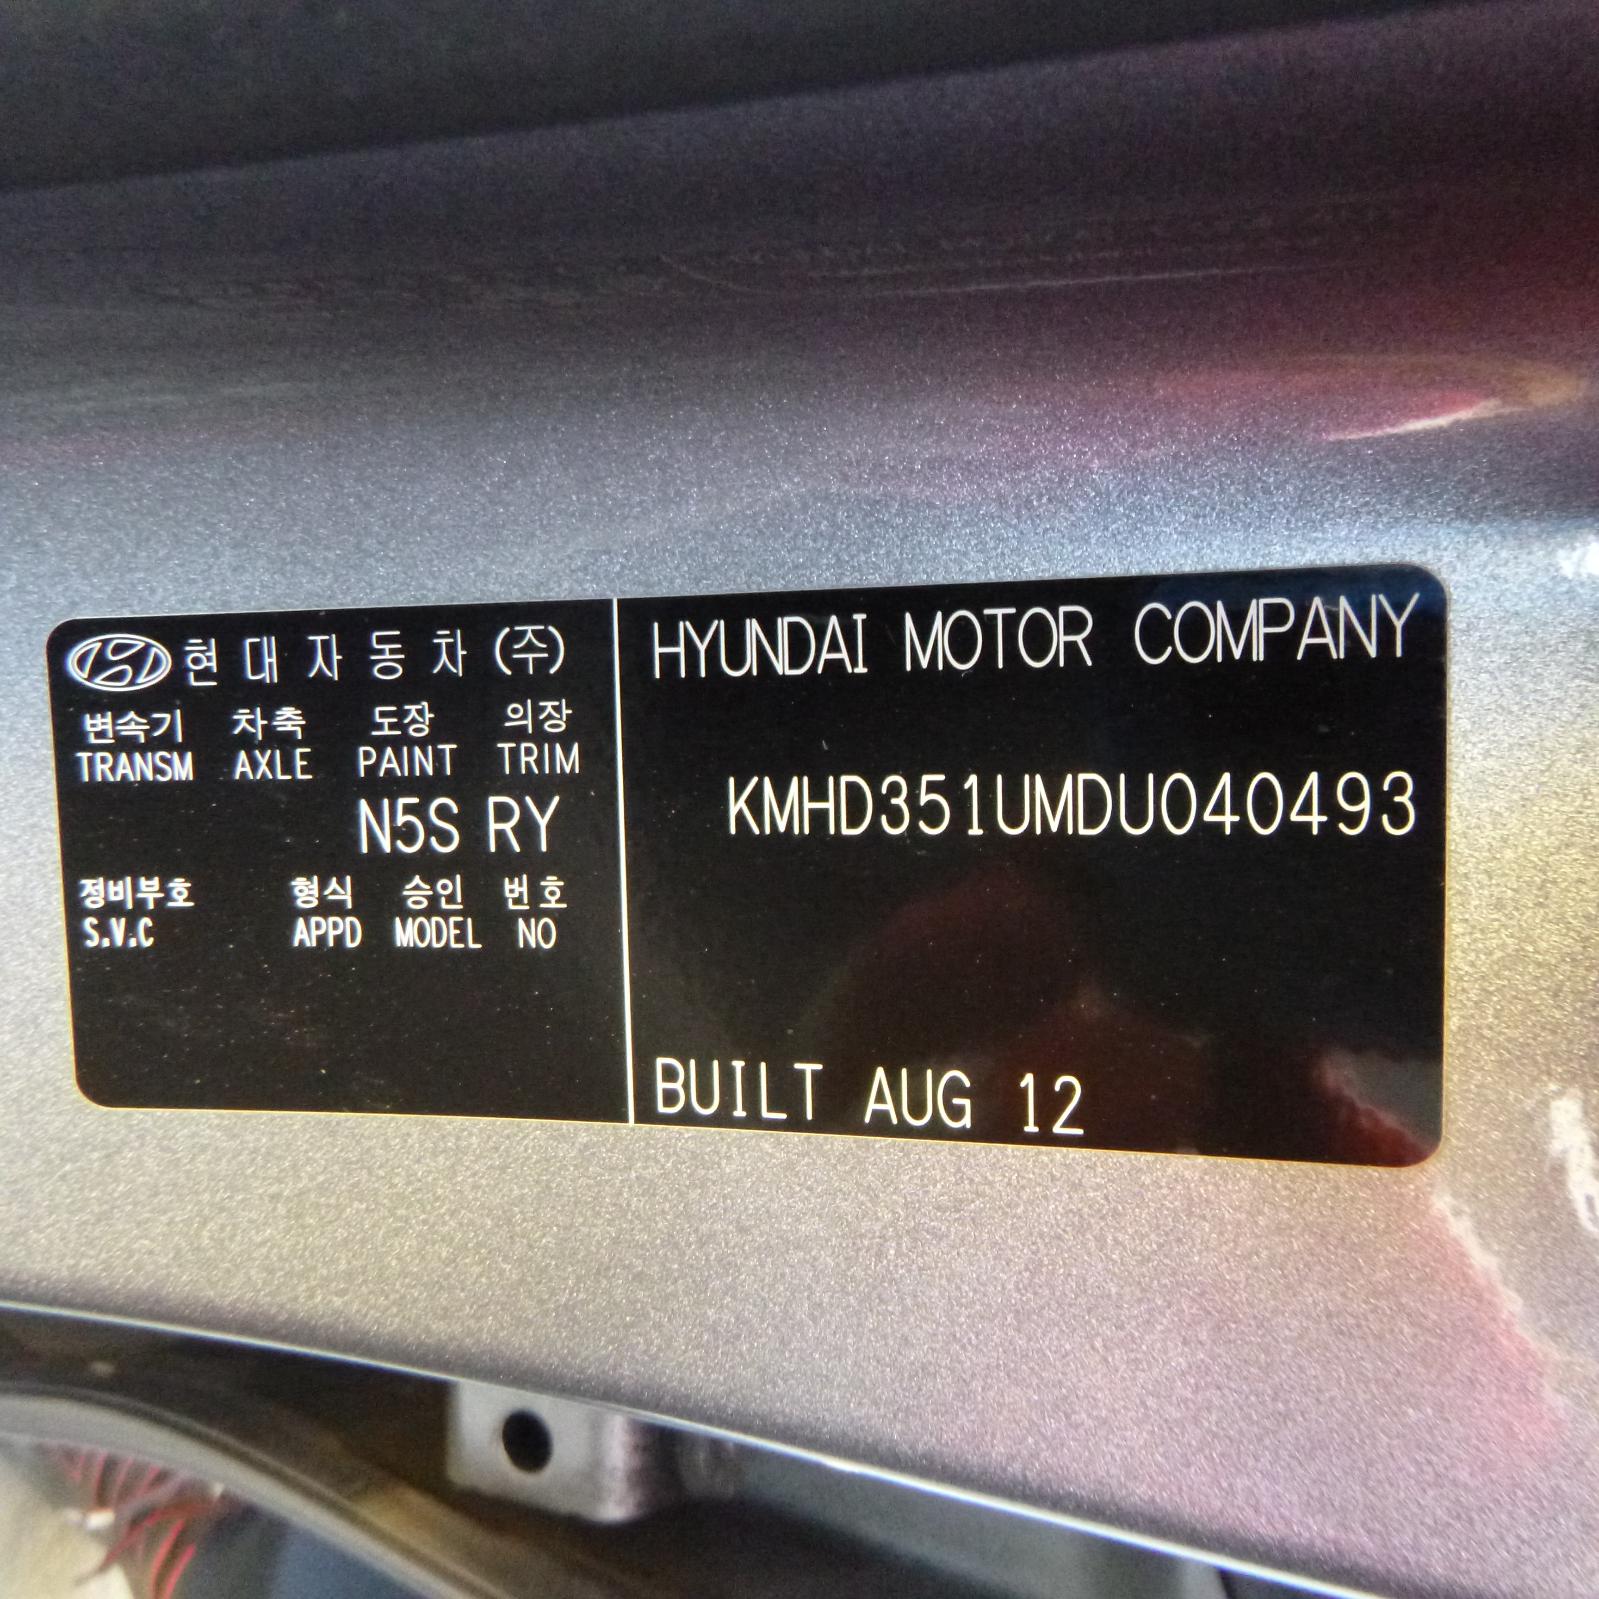 현대자동차(주)
변속기 차축 도장 의장
TRANSM AXLE PAINT TRIM
N5S RY
정비부호 형식 승인 번호
S.V.C APPD MODEL NO
HYUNDAI MOTOR COMPANY
KMHD351UMDU040493
BUILT AUG 12